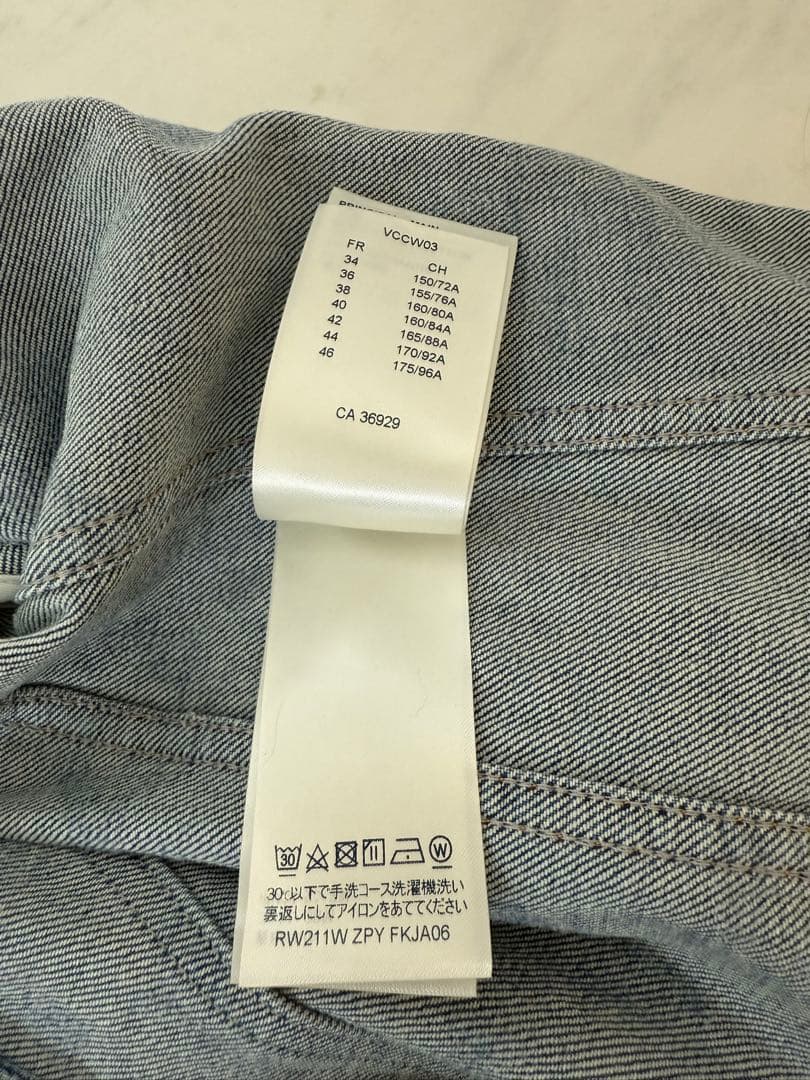 VCCW03
FR CH
34 150/72A
36 155/76A
38 160/80A
40 160/84A
42 165/88A
44 170/92A
46 175/96A
CA 36929
30 W
30℃以下で手洗コース洗濯機洗い
裏返しにしてアイロンをあててください
RW211W ZPY FKJA06